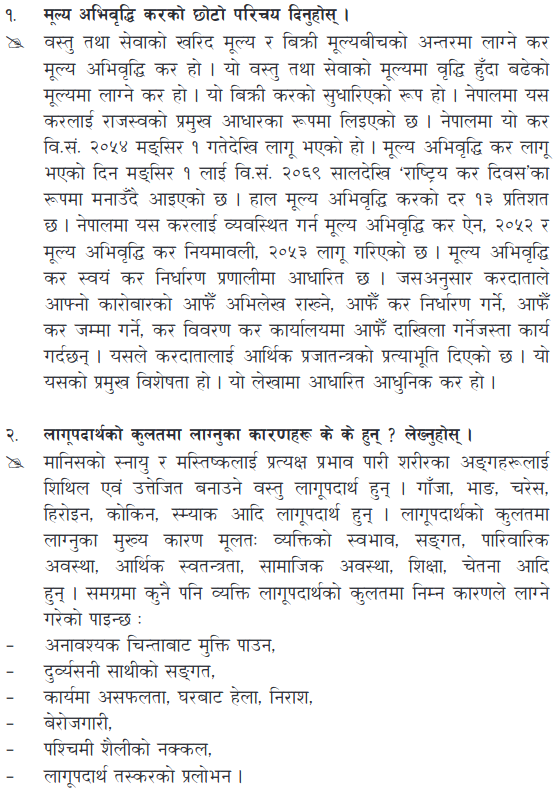 १. मूल्य अभिवृद्धि करको छोटो परिचय दिनुहोस् ।
वस्तु तथा सेवाको खरिद मूल्य र बिक्री मूल्यबीचको अन्तरमा लाग्ने कर
मूल्य अभिवृद्धि कर हो । यो वस्तु तथा सेवाको मूल्यमा वृद्धि हुँदा बढेको
मूल्यमा लाग्ने कर हो । यो बिक्री करको सुधारिएको रूप हो । नेपालमा यस
करलाई राजस्वको प्रमुख आधारका रूपमा लिइएको छ । नेपालमा यो कर
वि.सं. २०५४ मङ्सिर १ गतेदेखि लागू भएको हो । मूल्य अभिवृद्धि कर लागू
भएको दिन मङ्सिर १ लाई वि.सं. २०६९ सालदेखि ‘राष्ट्रिय कर दिवस’का
रूपमा मनाउँदै आइएको छ । हाल मूल्य अभिवृद्धि करको दर १३ प्रतिशत
छ । नेपालमा यस करलाई व्यवस्थित गर्न मूल्य अभिवृद्धि कर ऐन, २०५२ र
मूल्य अभिवृद्धि कर नियमावली, २०५३ लागू गरिएको छ । मूल्य अभिवृद्धि
कर स्वयं कर निर्धारण प्रणालीमा आधारित छ । जसअनुसार करदाताले
आफ्नो कारोबारको आफैँ अभिलेख राख्ने, आफैँ कर निर्धारण गर्ने, आफैँ
कर जम्मा गर्ने, कर विवरण कर कार्यालयमा आफैँ दाखिला गर्नेजस्ता कार्य
गर्दछन् । यसले करदातालाई आर्थिक प्रजातन्त्रको प्रत्याभूति दिएको छ । यो
यसको प्रमुख विशेषता हो । यो लेखामा आधारित आधुनिक कर हो ।
२. लागूपदार्थको कुलतमा लाग्नुका कारणहरू के के हुन् ? लेख्नुहोस् ।
मानिसको स्नायु र मस्तिष्कलाई प्रत्यक्ष प्रभाव पारी शरीरका अङ्गहरूलाई
शिथिल एवं उत्तेजित बनाउने वस्तु लागूपदार्थ हुन् । गाँजा, भाङ, चरेस,
हिरोइन, कोकिन, स्म्याक आदि लागूपदार्थ हुन् । लागूपदार्थको कुलतमा
लाग्नुका मुख्य कारण मूलतः व्यक्तिको स्वभाव, सङ्गत, पारिवारिक
अवस्था, आर्थिक स्वतन्त्रता, सामाजिक अवस्था, शिक्षा, चेतना आदि
हुन् । समग्रमा कुनै पनि व्यक्ति लागूपदार्थको कुलतमा निम्न कारणले लाग्ने
गरेको पाइन्छ :
– अनावश्यक चिन्ताबाट मुक्ति पाउन,
– दुर्व्यसनी साथीको सङ्गत,
– कार्यमा असफलता, घरबाट हेला, निराश,
– बेरोजगारी,
– पश्चिमी शैलीको नक्कल,
– लागूपदार्थ तस्करको प्रलोभन ।